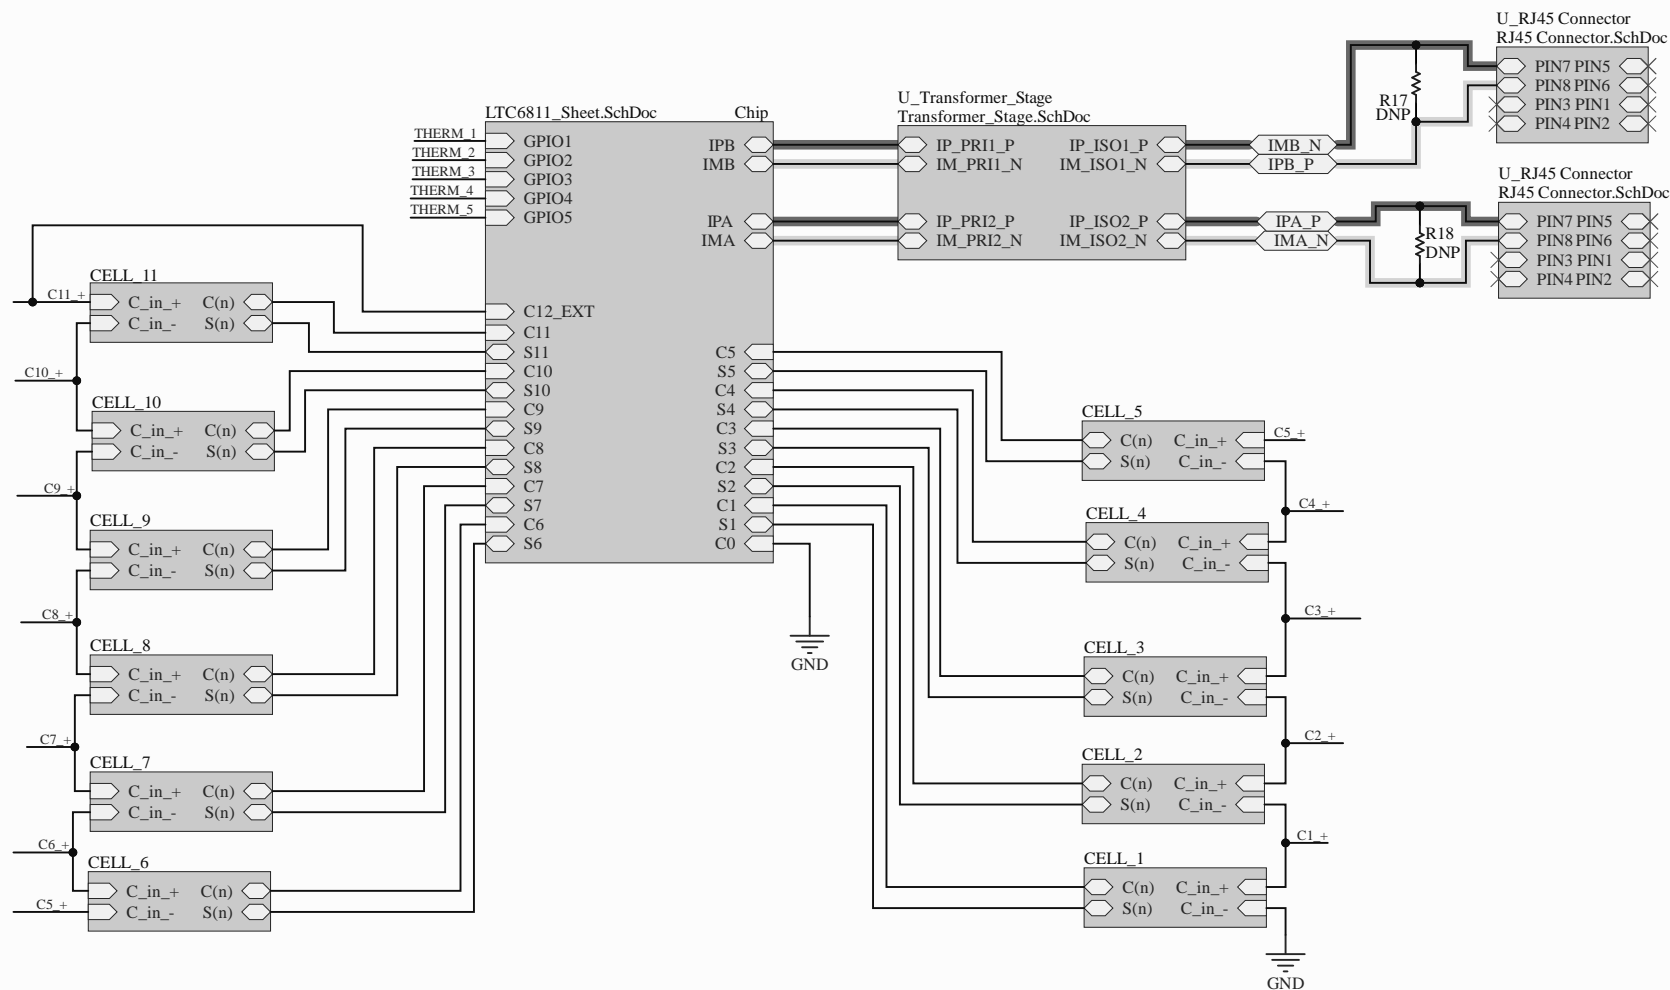 U_RJ45 Connector
RJ45 Connector.SchDoc
PIN7 PIN5
PIN8 PIN6
PIN3 PIN1
PIN4 PIN2
R17
DNP
U_Transformer_Stage
Transformer_Stage.SchDoc
IP_PRI1_P IP_ISO1_P
IM_PRI1_N IM_ISO1_N
IP_PRI2_P IP_ISO2_P
IM_PRI2_N IM_ISO2_N
IMB_N
IPB_P
IPA_P
IMA_N
U_RJ45 Connector
RJ45 Connector.SchDoc
PIN7 PIN5
PIN8 PIN6
PIN3 PIN1
PIN4 PIN2
R18
DNP
LTC6811_Sheet.SchDoc Chip
THERM_1
THERM_2
THERM_3
THERM_4
THERM_5
GPIO1
GPIO2
GPIO3
GPIO4
GPIO5
IPB
IMB
IPA
IMA
C12_EXT
C11
S11
C10
S10
C9
S9
C8
S8
C7
S7
C6
S6
C5
S5
C4
S4
C3
S3
C2
S2
C1
S1
C0
GND
CELL_11
C11_+
C_in_+ C(n)
C_in_- S(n)
C10_+
CELL_10
C_in_+ C(n)
C_in_- S(n)
C9_+
CELL_9
C_in_+ C(n)
C_in_- S(n)
C8_+
CELL_8
C_in_+ C(n)
C_in_- S(n)
C7_+
CELL_7
C_in_+ C(n)
C_in_- S(n)
C6_+
CELL_6
C_in_+ C(n)
C_in_- S(n)
C5_+
CELL_5
C(n) C_in_+
S(n) C_in_-
C5_+
C4_+
CELL_4
C(n) C_in_+
S(n) C_in_-
C3_+
CELL_3
C(n) C_in_+
S(n) C_in_-
C2_+
CELL_2
C(n) C_in_+
S(n) C_in_-
C1_+
CELL_1
C(n) C_in_+
S(n) C_in_-
GND